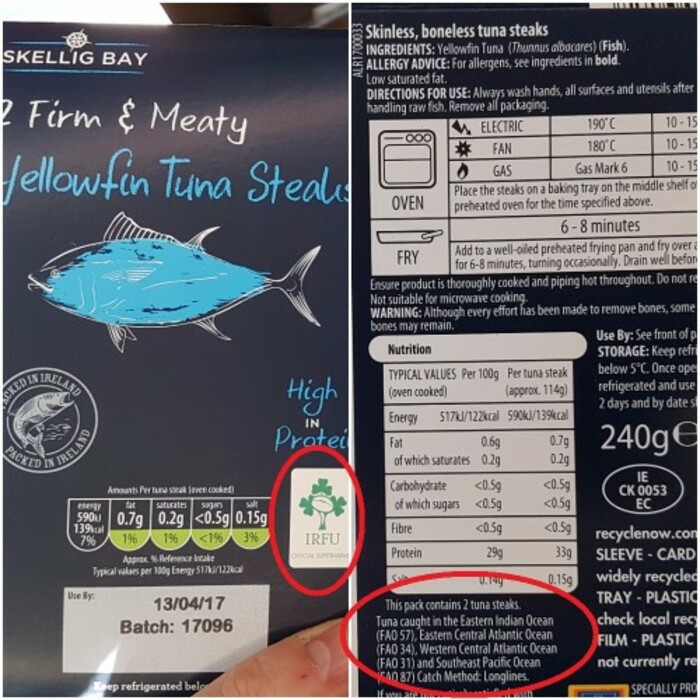 SKELLIG BAY
2 Firm & Meaty
Yellowfin Tuna Steaks
PACKED IN IRELAND
PACKED IN IRELAND
High
IN
Protein
Amounts Per tuna steak (oven cooked)
energy
590kJ
139kcal
7%
fat
0.7g
1%
saturates
0.2g
1%
sugars
<0.5g
<1%
salt
0.15g
3%
Approx. % Reference Intake
Typical values per 100g Energy 517kJ/122kcal
IRFU
OFFICIAL
Use By:
13/04/17
Batch: 17096
Keep refrigerated below
ALR1700033
Skinless, boneless tuna steaks
INGREDIENTS: Yellowfin Tuna (Thunnus albacares) (Fish).
ALLERGY ADVICE: For allergens, see ingredients in bold.
Low saturated fat.
DIRECTIONS FOR USE: Always wash hands, all surfaces and utensils after
handling raw fish. Remove all packaging.
OVEN
ELECTRIC 190°C 10-15
FAN 180°C 10-15
GAS Gas Mark 6 10-15
Place the steaks on a baking tray on the middle shelf of
preheated oven for the time specified above.
FRY
6 - 8 minutes
Add to a well-oiled preheated frying pan and fry over a
for 6-8 minutes, turning occasionally. Drain well before
Ensure product is thoroughly cooked and piping hot throughout. Do not re
Not suitable for microwave cooking.
WARNING: Although every effort has been made to remove bones, some
bones may remain.
Nutrition
TYPICAL VALUES Per 100g Per tuna steak
(oven cooked) (approx. 114g)
Energy 517kJ/122kcal 590kJ/139kcal
Fat 0.6g 0.7g
of which saturates 0.2g 0.2g
Carbohydrate <0.5g <0.5g
of which sugars <0.5g <0.5g
Fibre <0.5g <0.5g
Protein 29g 33g
Salt 0.14g 0.15g
This pack contains 2 tuna steaks.
Tuna caught in the Eastern Indian Ocean
(FAO 57), Eastern Central Atlantic Ocean
(FAO 34), Western Central Atlantic Ocean
(FAO 31) and Southeast Pacific Ocean
(FAO 87) Catch Method: Longlines.
If you are
Use By: See front of p
STORAGE: Keep refri
below 5°C. Once ope
refrigerated and use
2 days and by date s
240g e
IE
CK 0053
EC
recyclenow.com
SLEEVE - CARD
widely recycle
TRAY - PLASTIC
check local recy
FILM - PLASTIC
not currently r
SPECIALLY PRO